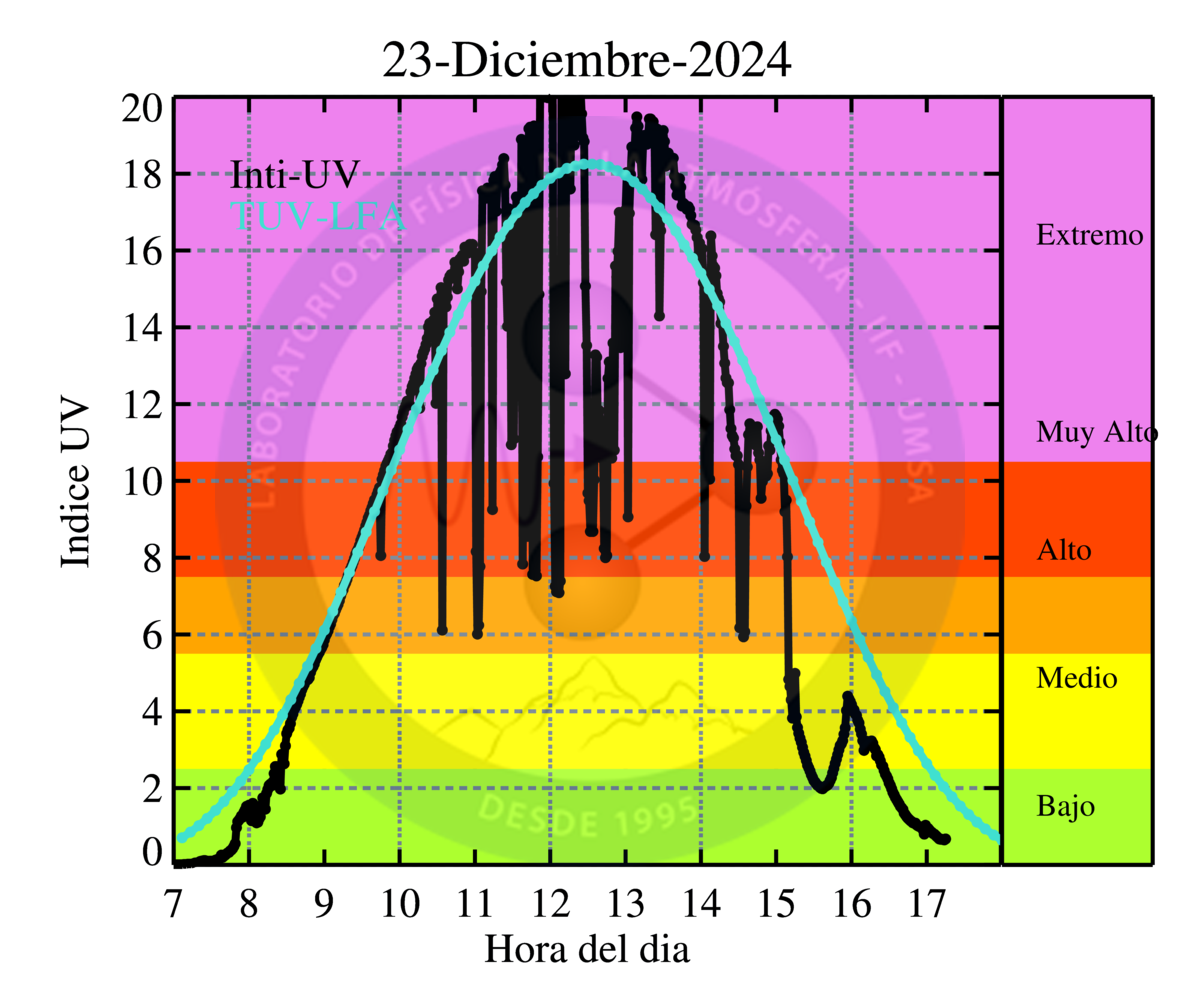 23-Diciembre-2024
Inti-UV
TUV-LFA
LABORATORIO DE FÍSICA DE LA ATMÓSFERA - IIF - UMSA
DESDE 1995
Indice UV
20
18
16
14
12
10
8
6
4
2
0
Extremo
Muy Alto
Alto
Medio
Bajo
7 8 9 10 11 12 13 14 15 16 17
Hora del dia